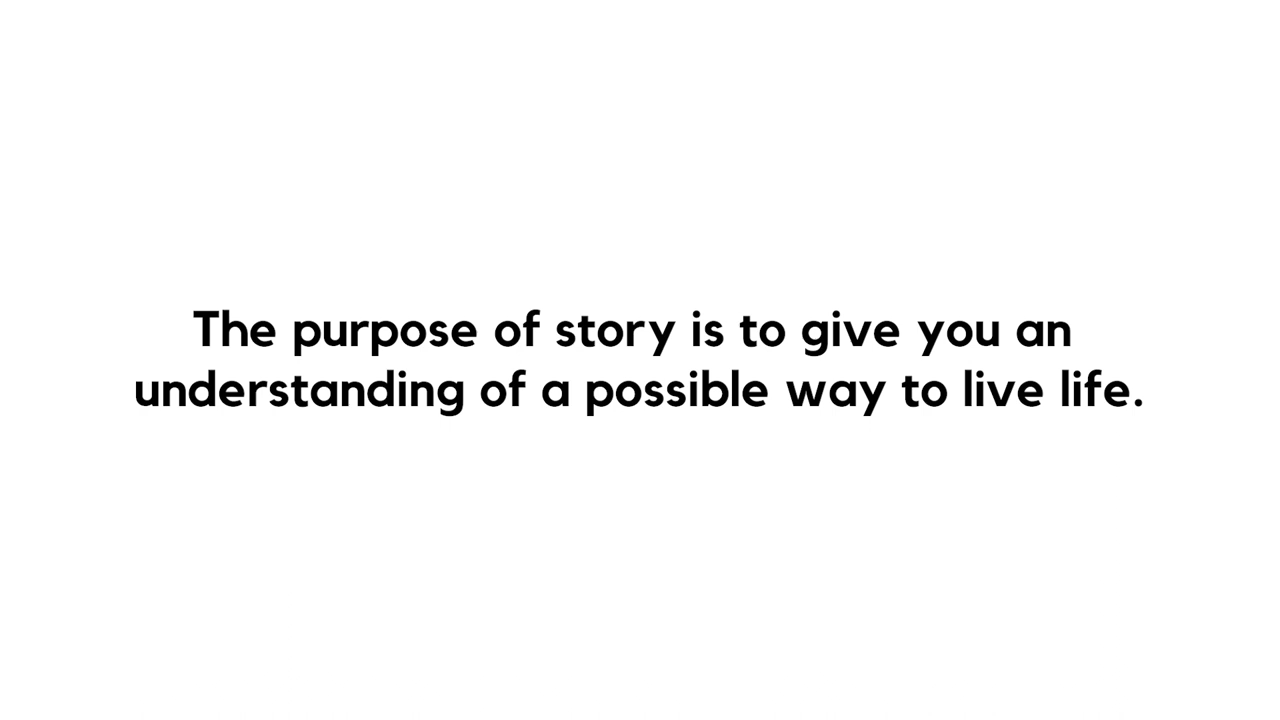 The purpose of story is to give you an
understanding of a possible way to live life.